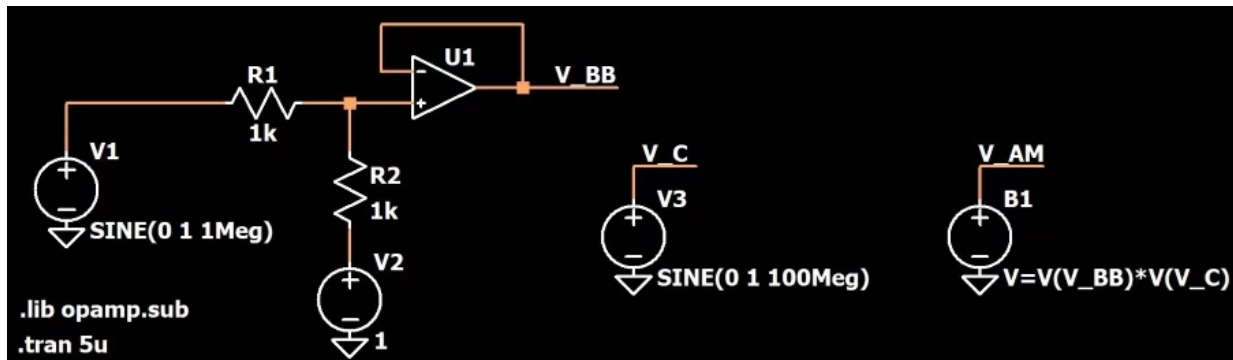 U1
V_BB
R1
1k
V1
SINE(0 1 1Meg)
R2
1k
V2
1
V_C
V3
SINE(0 1 100Meg)
V_AM
B1
V=V(V_BB)*V(V_C)
.lib opamp.sub
.tran 5u